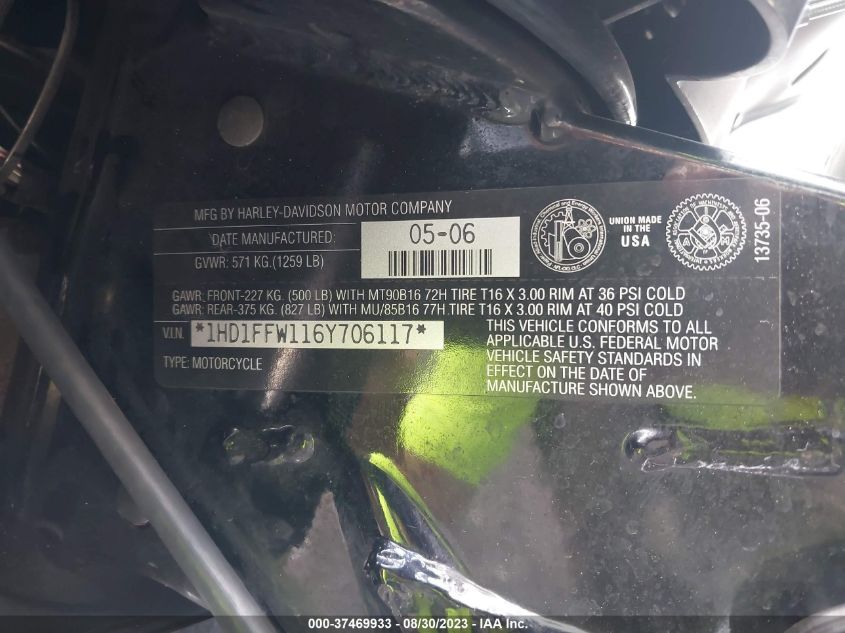 MFG BY HARLEY-DAVIDSON MOTOR COMPANY
DATE MANUFACTURED: 05-06
GVWR: 571 KG.(1259 LB)
UNION MADE
IN THE
USA
13735-06
GAWR: FRONT-227 KG. (500 LB) WITH MT90B16 72H TIRE T16 X 3.00 RIM AT 36 PSI COLD
GAWR: REAR-375 KG. (827 LB) WITH MU/85B16 77H TIRE T16 X 3.00 RIM AT 40 PSI COLD
V.I.N. *1HD1FFW116Y706117*
TYPE: MOTORCYCLE
THIS VEHICLE CONFORMS TO ALL
APPLICABLE U.S. FEDERAL MOTOR
VEHICLE SAFETY STANDARDS IN
EFFECT ON THE DATE OF
MANUFACTURE SHOWN ABOVE.
000-37469933 - 08/30/2023 - IAA Inc.